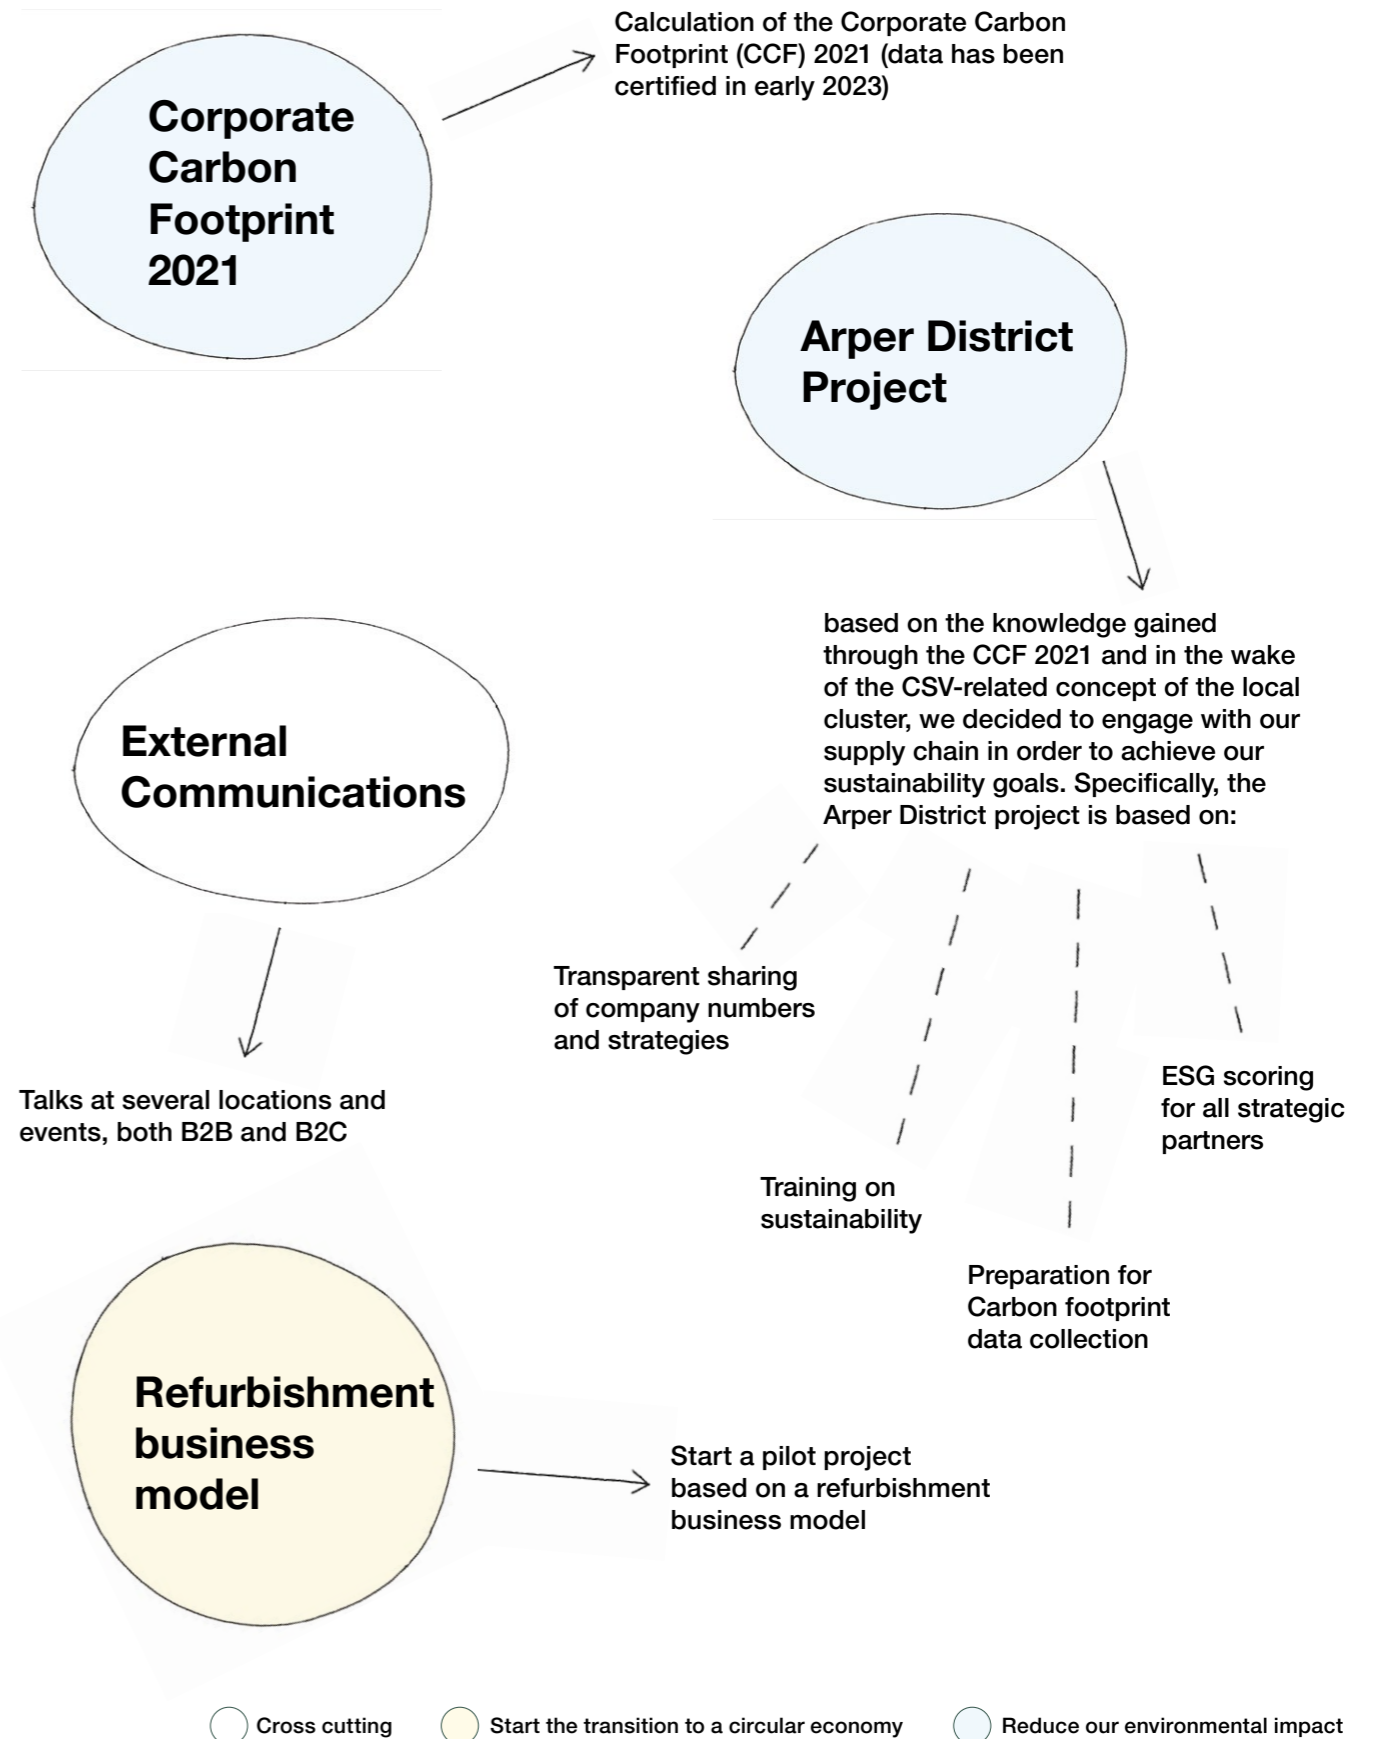 Calculation of the Corporate Carbon
Footprint (CCF) 2021 (data has been
certified in early 2023)
Corporate
Carbon
Footprint
2021
Arper District
Project
based on the knowledge gained
through the CCF 2021 and in the wake
of the CSV-related concept of the local
cluster, we decided to engage with our
supply chain in order to achieve our
sustainability goals. Specifically, the
Arper District project is based on:
External
Communications
Talks at several locations and
events, both B2B and B2C
Transparent sharing
of company numbers
and strategies
Training on
sustainability
Preparation for
Carbon footprint
data collection
ESG scoring
for all strategic
partners
Refurbishment
business
model
Start a pilot project
based on a refurbishment
business model
Cross cutting
Start the transition to a circular economy
Reduce our environmental impact